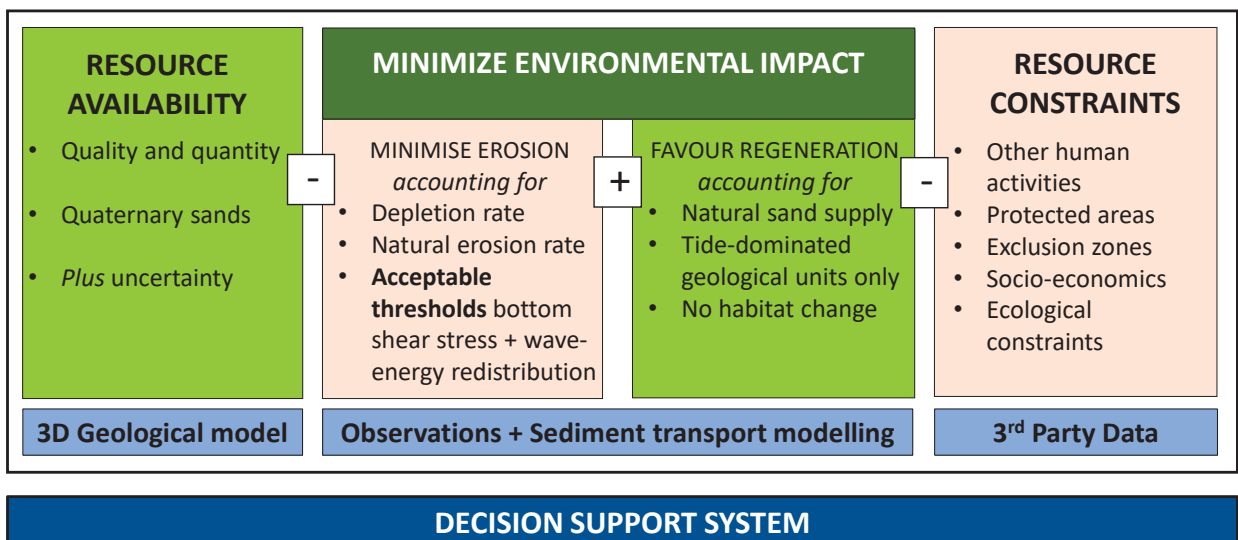 RESOURCE
AVAILABILITY
• Quality and quantity
• Quaternary sands
• Plus uncertainty
-
MINIMIZE ENVIRONMENTAL IMPACT
MINIMISE EROSION
accounting for
• Depletion rate
• Natural erosion rate
• Acceptable
thresholds bottom
shear stress + wave-
energy redistribution
+
FAVOUR REGENERATION
accounting for
• Natural sand supply
• Tide-dominated
geological units only
• No habitat change
-
RESOURCE
CONSTRAINTS
• Other human
activities
• Protected areas
• Exclusion zones
• Socio-economics
• Ecological
constraints
3D Geological model
Observations + Sediment transport modelling
3rd Party Data
DECISION SUPPORT SYSTEM